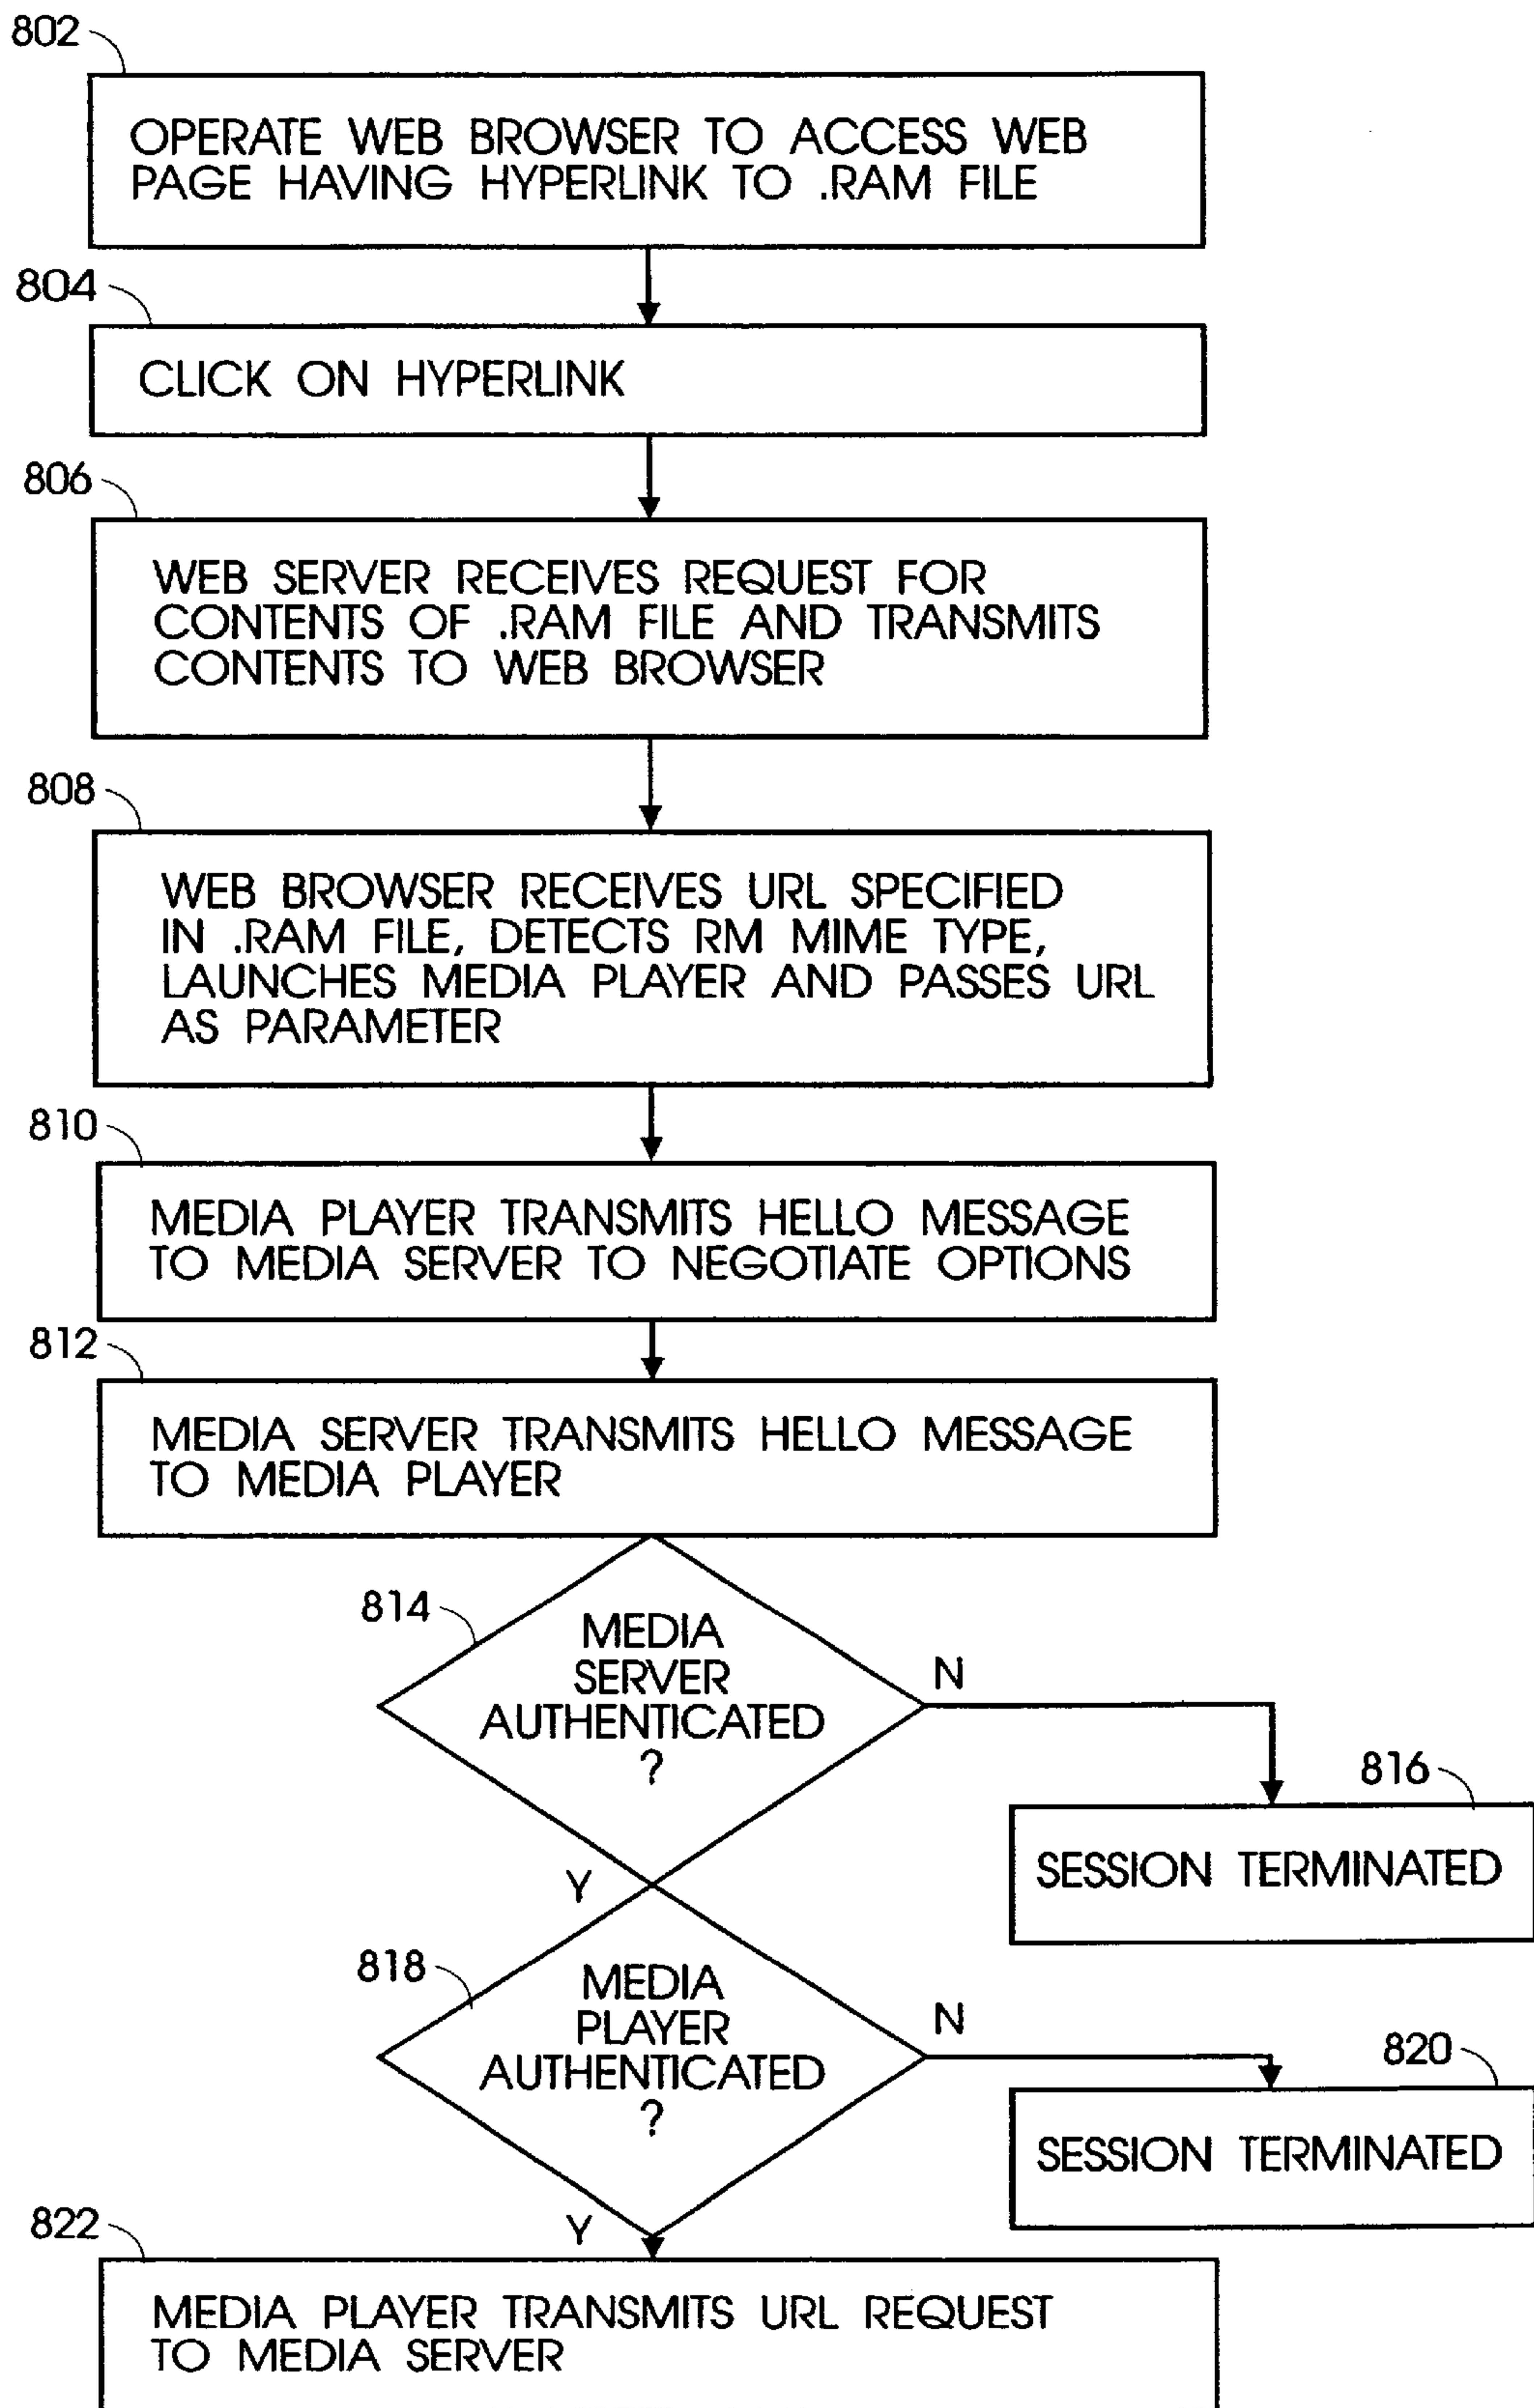 802
OPERATE WEB BROWSER TO ACCESS WEB
PAGE HAVING HYPERLINK TO .RAM FILE
804
CLICK ON HYPERLINK
806
WEB SERVER RECEIVES REQUEST FOR
CONTENTS OF .RAM FILE AND TRANSMITS
CONTENTS TO WEB BROWSER
808
WEB BROWSER RECEIVES URL SPECIFIED
IN .RAM FILE, DETECTS RM MIME TYPE,
LAUNCHES MEDIA PLAYER AND PASSES URL
AS PARAMETER
810
MEDIA PLAYER TRANSMITS HELLO MESSAGE
TO MEDIA SERVER TO NEGOTIATE OPTIONS
812
MEDIA SERVER TRANSMITS HELLO MESSAGE
TO MEDIA PLAYER
814
MEDIA
SERVER
AUTHENTICATED
?
N
816
SESSION TERMINATED
Y
818
MEDIA
PLAYER
AUTHENTICATED
?
N
820
SESSION TERMINATED
Y
822
MEDIA PLAYER TRANSMITS URL REQUEST
TO MEDIA SERVER